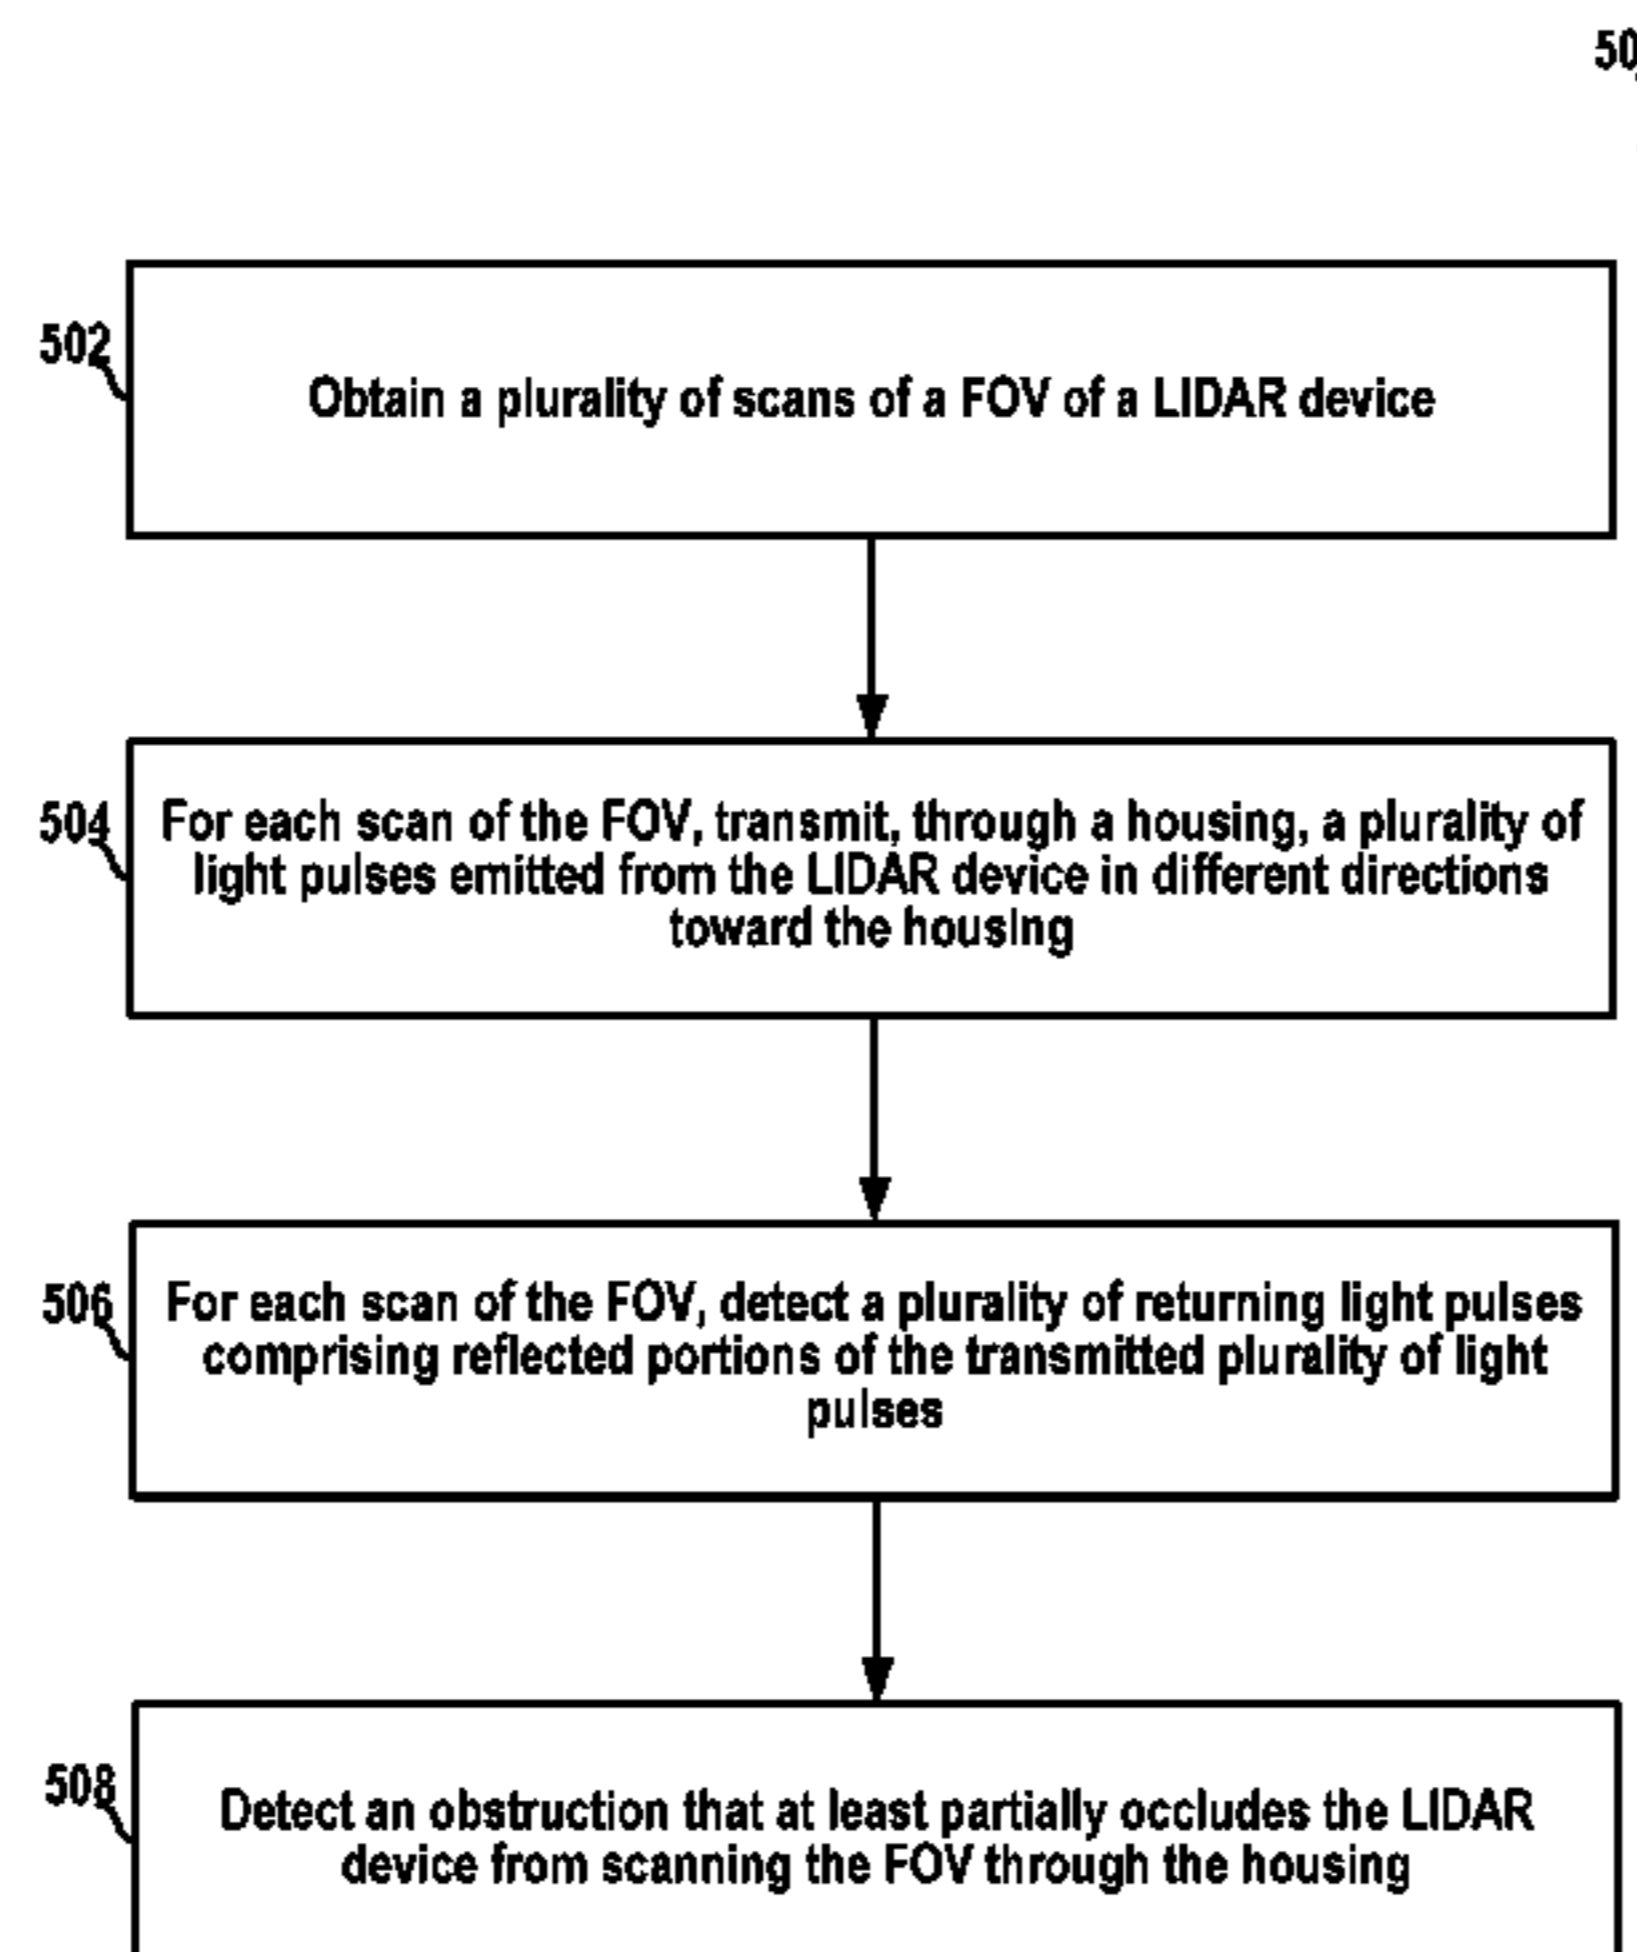 502
Obtain a plurality of scans of a FOV of a LIDAR device
504
For each scan of the FOV, transmit, through a housing, a plurality of
light pulses emitted from the LIDAR device in different directions
toward the housing
506
For each scan of the FOV, detect a plurality of returning light pulses
comprising reflected portions of the transmitted plurality of light
pulses
508
Detect an obstruction that at least partially occludes the LIDAR
device from scanning the FOV through the housing